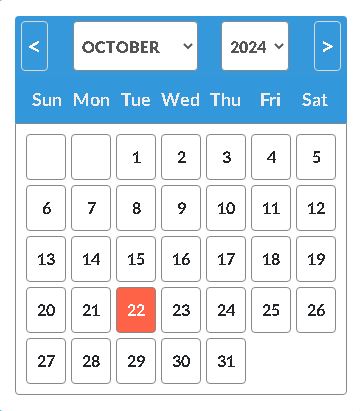 < OCTOBER 2024 >
Sun Mon Tue Wed Thu Fri Sat
1 2 3 4 5
6 7 8 9 10 11 12
13 14 15 16 17 18 19
20 21 22 23 24 25 26
27 28 29 30 31